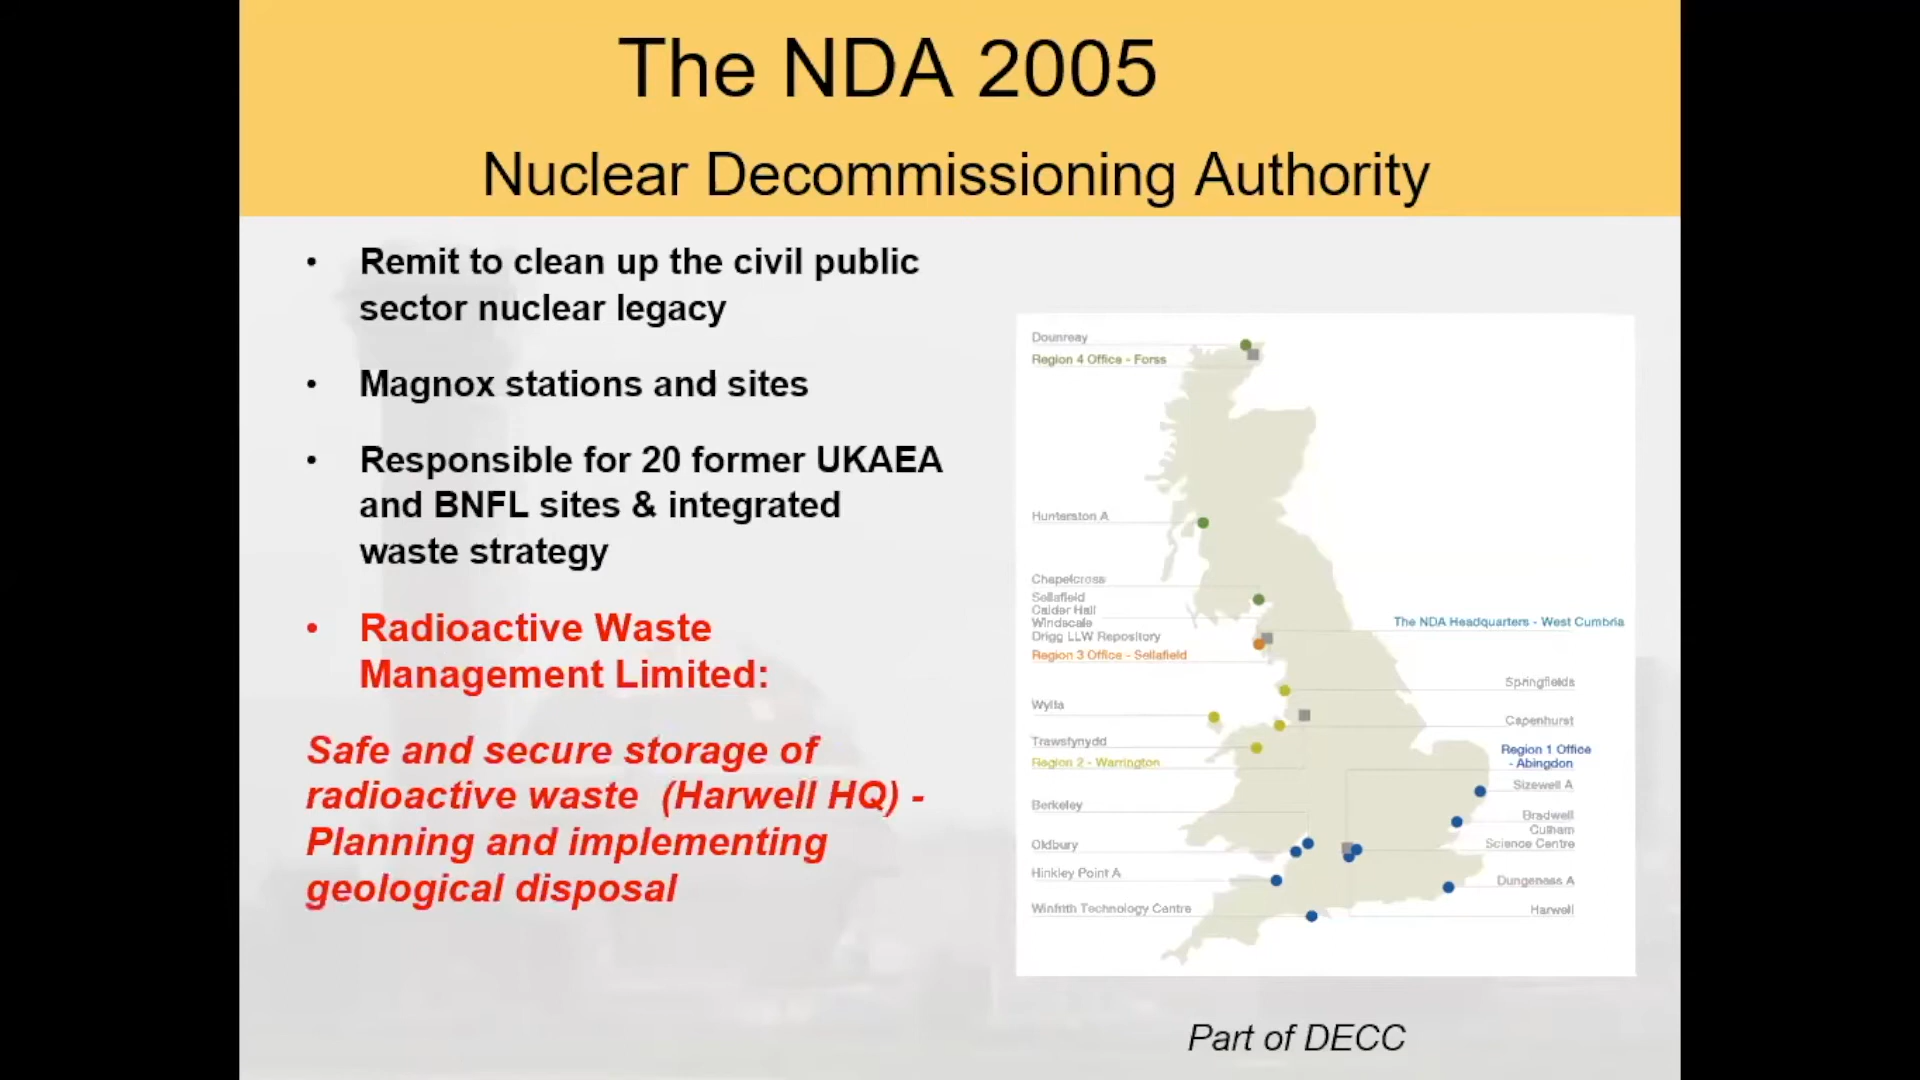 The NDA 2005
Nuclear Decommissioning Authority
• Remit to clean up the civil public
sector nuclear legacy
• Magnox stations and sites
• Responsible for 20 former UKAEA
and BNFL sites & integrated
waste strategy
• Radioactive Waste
Management Limited:
Safe and secure storage of
radioactive waste (Harwell HQ) -
Planning and implementing
geological disposal
Dounreay
Region 4 Office - Forss
Hunterston A
Chapelcross
Sellafield
Calder Hall
Windscale
Drigg LLW Repository
Region 3 Office - Sellafield
Wylfa
Trawsfynydd
Region 2 - Warrington
Berkeley
Oldbury
Hinkley Point A
Winfrith Technology Centre
The NDA Headquarters - West Cumbria
Springfields
Capenhurst
Region 1 Office
- Abingdon
Sizewell A
Bradwell
Culham
Science Centre
Dungeness A
Harwell
Part of DECC